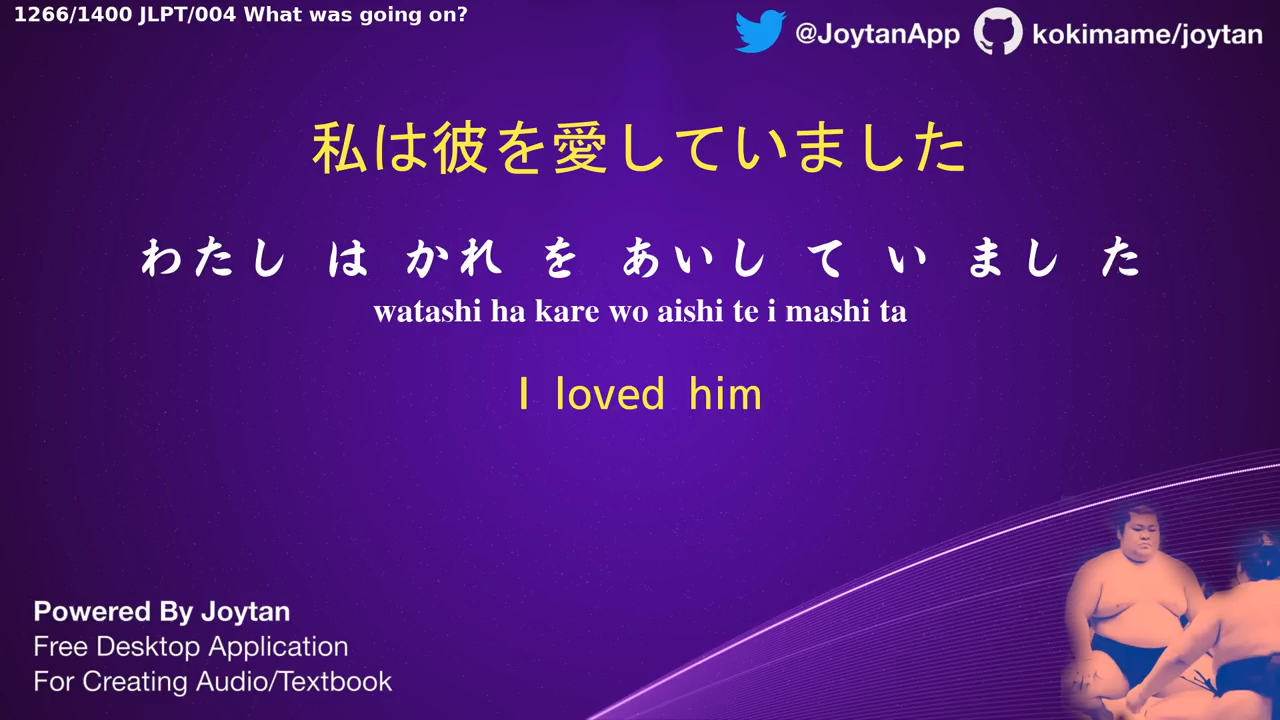 1266/1400 JLPT/004 What was going on?
@JoytanApp kokimame/joytan
私は彼を愛していました
わたし は かれ を あいし て い まし た
watashi ha kare wo aishi te i mashi ta
I loved him
Powered By Joytan
Free Desktop Application
For Creating Audio/Textbook